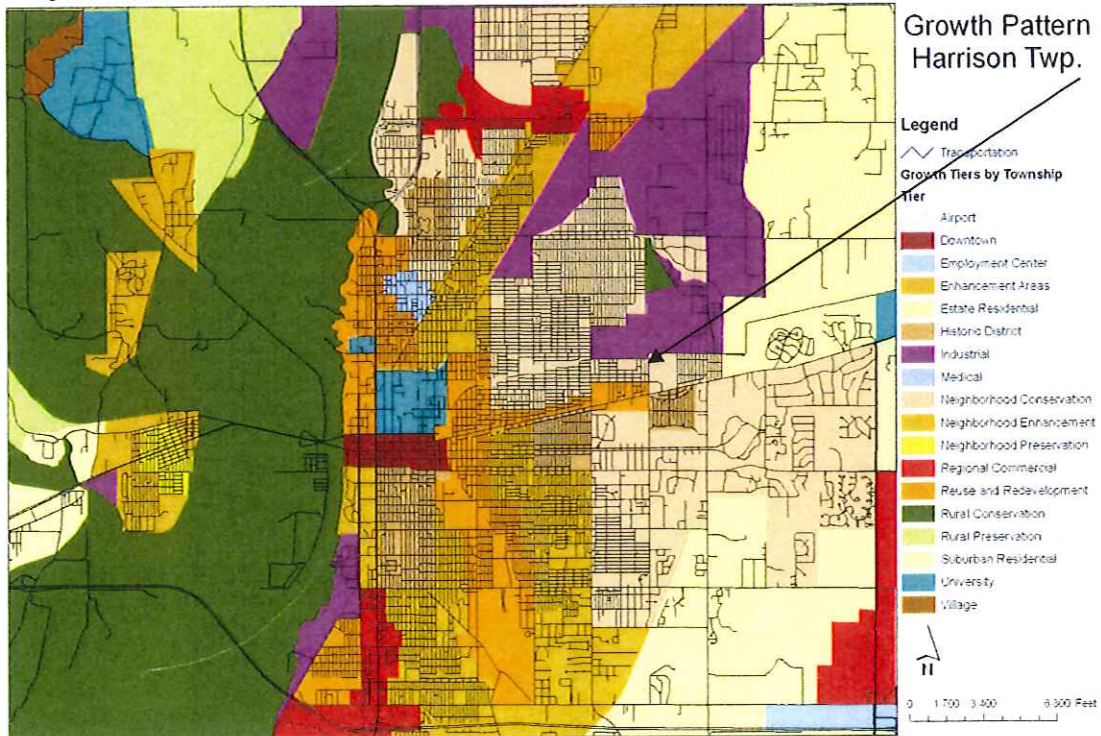 Growth Pattern
Harrison Twp.
Legend
Transportation
Growth Tiers by Township
Tier
Airport
Downtown
Employment Center
Enhancement Areas
Estate Residential
Historic District
Industrial
Medical
Neighborhood Conservation
Neighborhood Enhancement
Neighborhood Preservation
Regional Commercial
Reuse and Redevelopment
Rural Conservation
Rural Preservation
Suburban Residential
University
Village
N
0 1,700 3,400 6,800 Feet